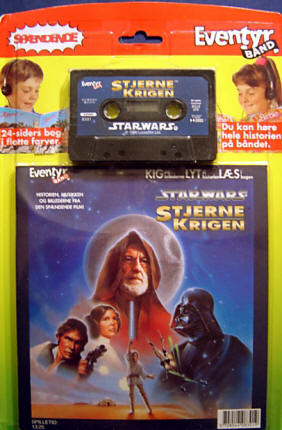 SPÆNDENDE
Eventyr
BÅND!
24-siders bog
i flotte farver.
Du kan høre
hele historien
på båndet.
Eventyr
STJERNE
KRIGEN
STAR WARS
Eventyr
KIG LYT LÆS
HISTORIEN, MUSIKKEN
OG BILLEDERNE FRA
DEN SPÆNDENDE FILM!
STAR WARS
STJERNE
KRIGEN
SPILLETID: